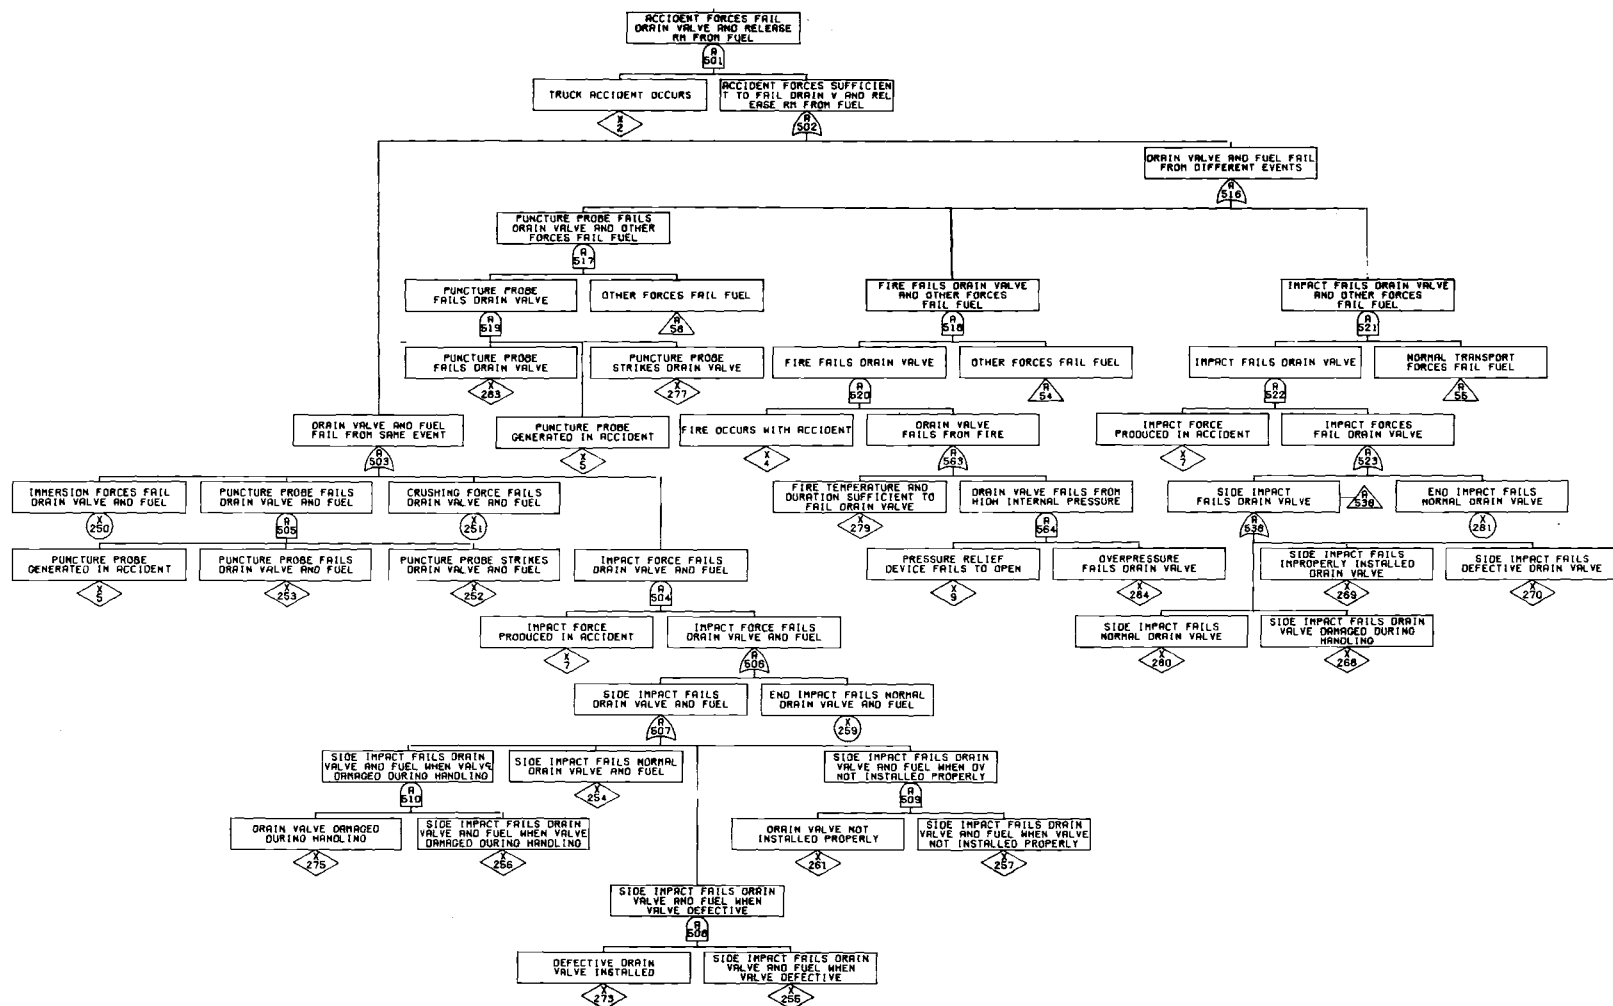 ACCIDENT FORCES FAIL
DRAIN VALVE AND RELEASE
RM FROM FUEL
A
501
TRUCK ACCIDENT OCCURS
X
2
ACCIDENT FORCES SUFFICIEN
T TO FAIL DRAIN V AND REL
EASE RM FROM FUEL
A
502
DRAIN VALVE AND FUEL FAIL
FROM DIFFERENT EVENTS
A
516
PUNCTURE PROBE FAILS
DRAIN VALVE AND OTHER
FORCES FAIL FUEL
A
517
PUNCTURE PROBE
FAILS DRAIN VALVE
A
519
OTHER FORCES FAIL FUEL
A
58
FIRE FAILS DRAIN VALVE
AND OTHER FORCES
FAIL FUEL
A
518
IMPACT FAILS DRAIN VALVE
AND OTHER FORCES
FAIL FUEL
A
521
PUNCTURE PROBE
FAILS DRAIN VALVE
X
283
PUNCTURE PROBE
STRIKES DRAIN VALVE
X
277
FIRE FAILS DRAIN VALVE
A
520
OTHER FORCES FAIL FUEL
A
54
IMPACT FAILS DRAIN VALVE
A
522
NORMAL TRANSPORT
FORCES FAIL FUEL
A
55
DRAIN VALVE AND FUEL
FAIL FROM SAME EVENT
A
503
PUNCTURE PROBE
GENERATED IN ACCIDENT
X
5
FIRE OCCURS WITH ACCIDENT
X
4
DRAIN VALVE
FAILS FROM FIRE
A
563
IMPACT FORCE
PRODUCED IN ACCIDENT
X
7
IMPACT FORCES
FAIL DRAIN VALVE
A
523
IMMERSION FORCES FAIL
DRAIN VALVE AND FUEL
X
250
PUNCTURE PROBE FAILS
DRAIN VALVE AND FUEL
A
505
CRUSHING FORCE FAILS
DRAIN VALVE AND FUEL
X
251
FIRE TEMPERATURE AND
DURATION SUFFICIENT TO
FAIL DRAIN VALVE
X
279
DRAIN VALVE FAILS FROM
HIGH INTERNAL PRESSURE
A
564
SIDE IMPACT
FAILS DRAIN VALVE
A
538
A
538
END IMPACT FAILS
NORMAL DRAIN VALVE
X
281
PUNCTURE PROBE
GENERATED IN ACCIDENT
X
5
PUNCTURE PROBE FAILS
DRAIN VALVE AND FUEL
X
253
PUNCTURE PROBE STRIKES
DRAIN VALVE AND FUEL
X
252
IMPACT FORCE FAILS
DRAIN VALVE AND FUEL
A
504
PRESSURE RELIEF
DEVICE FAILS TO OPEN
X
9
OVERPRESSURE
FAILS DRAIN VALVE
X
284
SIDE IMPACT FAILS
IMPROPERLY INSTALLED
DRAIN VALVE
X
269
SIDE IMPACT FAILS
DEFECTIVE DRAIN VALVE
X
270
IMPACT FORCE
PRODUCED IN ACCIDENT
X
7
IMPACT FORCE FAILS
DRAIN VALVE AND FUEL
A
506
SIDE IMPACT FAILS
NORMAL DRAIN VALVE
X
280
SIDE IMPACT FAILS DRAIN
VALVE DAMAGED DURING
HANDLING
X
268
SIDE IMPACT FAILS
DRAIN VALVE AND FUEL
A
507
END IMPACT FAILS NORMAL
DRAIN VALVE AND FUEL
X
259
SIDE IMPACT FAILS DRAIN
VALVE AND FUEL WHEN VALVE
DAMAGED DURING HANDLING
A
510
SIDE IMPACT FAILS NORMAL
DRAIN VALVE AND FUEL
X
254
SIDE IMPACT FAILS DRAIN
VALVE AND FUEL WHEN DV
NOT INSTALLED PROPERLY
A
509
DRAIN VALVE DAMAGED
DURING HANDLING
X
275
SIDE IMPACT FAILS DRAIN
VALVE AND FUEL WHEN VALVE
DAMAGED DURING HANDLING
X
256
DRAIN VALVE NOT
INSTALLED PROPERLY
X
261
SIDE IMPACT FAILS DRAIN
VALVE AND FUEL WHEN VALVE
NOT INSTALLED PROPERLY
X
257
SIDE IMPACT FAILS DRAIN
VALVE AND FUEL WHEN
VALVE DEFECTIVE
A
508
DEFECTIVE DRAIN
VALVE INSTALLED
X
273
SIDE IMPACT FAILS DRAIN
VALVE AND FUEL WHEN
VALVE DEFECTIVE
X
255